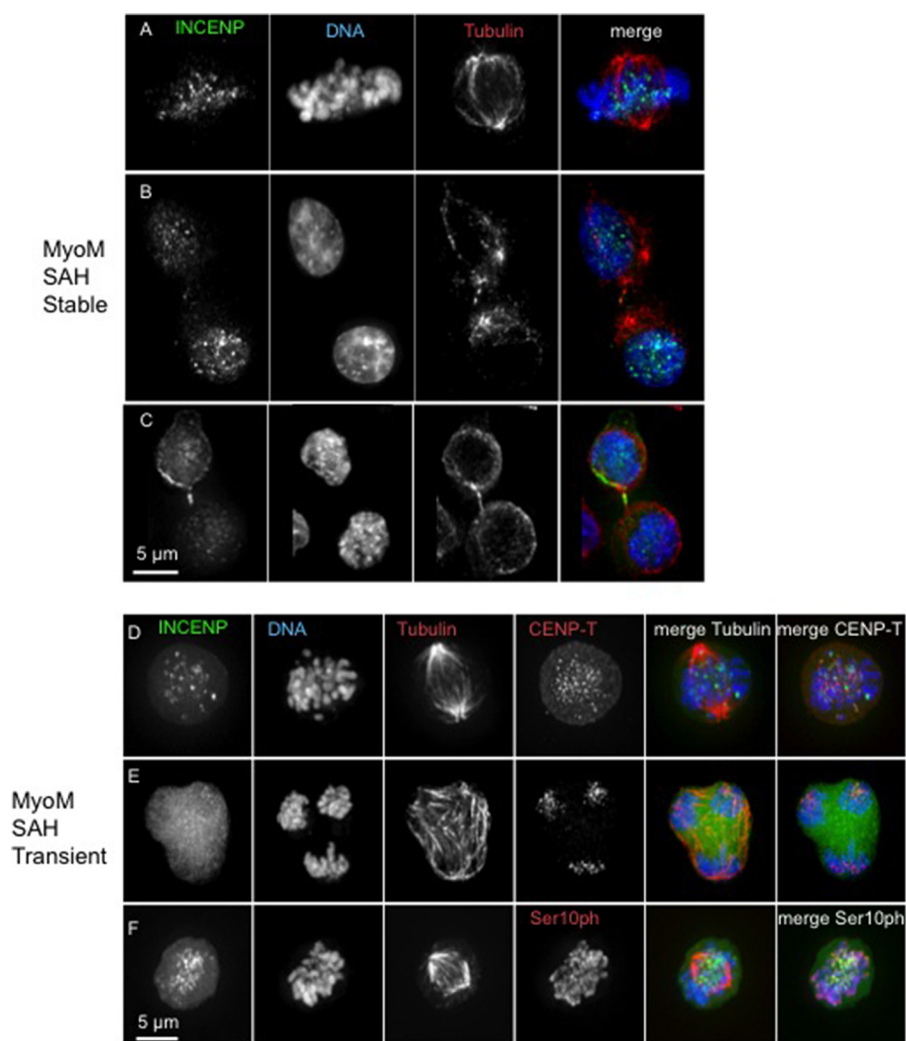 A INCENP DNA Tubulin merge
B
MyoM
SAH
Stable
C
5 µm
D INCENP DNA Tubulin CENP-T merge Tubulin merge CENP-T
E
MyoM
SAH
Transient
F Ser10ph merge Ser10ph
5 µm